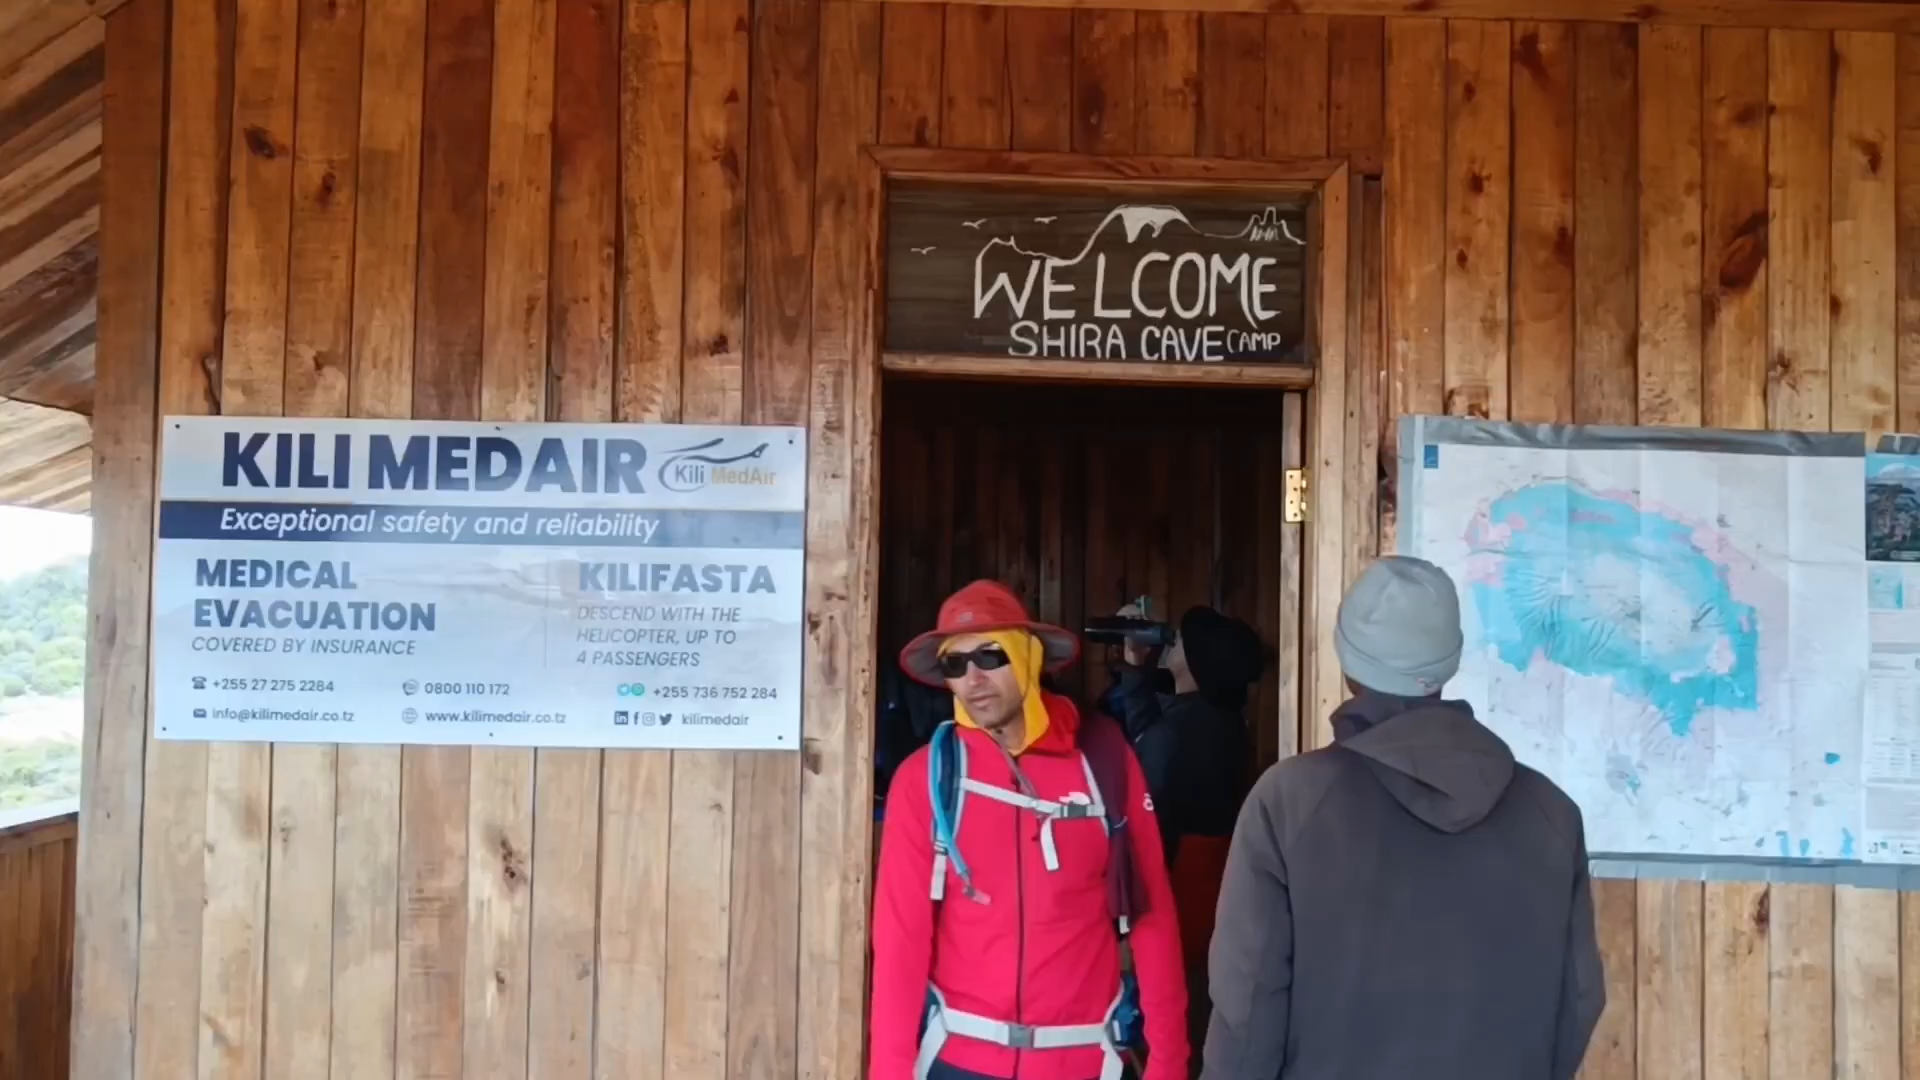 WELCOME
SHIRA CAVE CAMP
KILI MEDAIR
Kili MedAir
Exceptional safety and reliability
MEDICAL
EVACUATION
COVERED BY INSURANCE
KILIFASTA
DESCEND WITH THE
HELICOPTER, UP TO
4 PASSENGERS
+255 27 275 2284
0800 110 172
+255 736 752 284
info@kilimedair.co.tz
www.kilimedair.co.tz
kilimedair